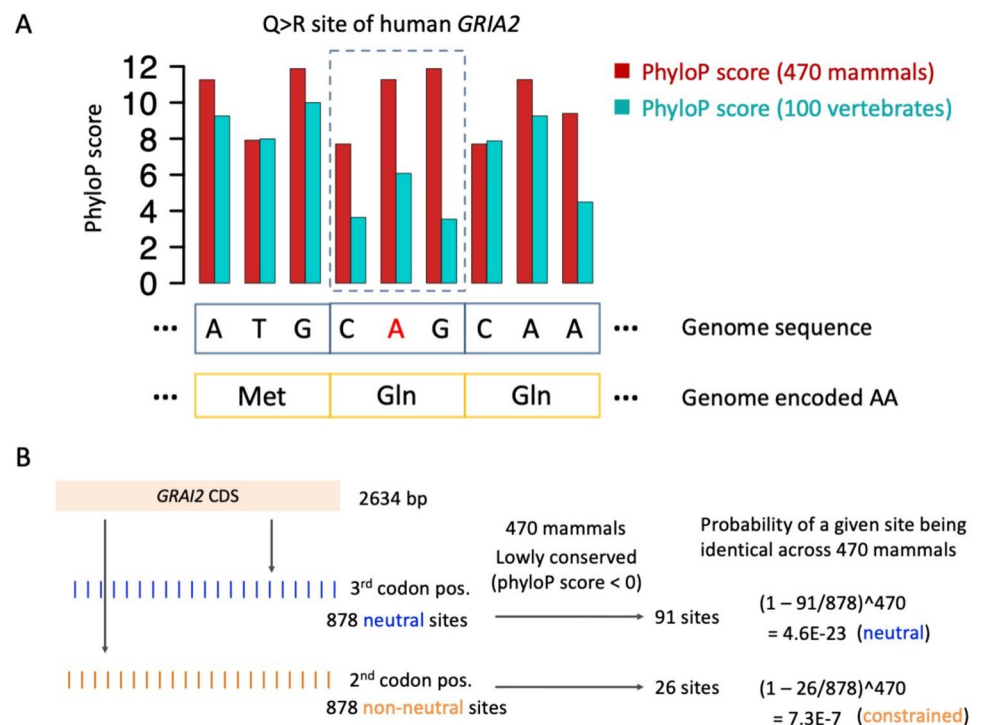 A
Q>R site of human GRIA2
PhyloP score
12
10
8
6
4
2
0
PhyloP score (470 mammals)
PhyloP score (100 vertebrates)
... A T G C A G C A A ... Genome sequence
... Met Gln Gln ... Genome encoded AA
B
GRAI2 CDS
2634 bp
470 mammals
Lowly conserved
(phyloP score < 0)
Probability of a given site being
identical across 470 mammals
3rd codon pos.
878 neutral sites
91 sites
(1 – 91/878)^470
= 4.6E-23 (neutral)
2nd codon pos.
878 non-neutral sites
26 sites
(1 – 26/878)^470
= 7.3E-7 (constrained)